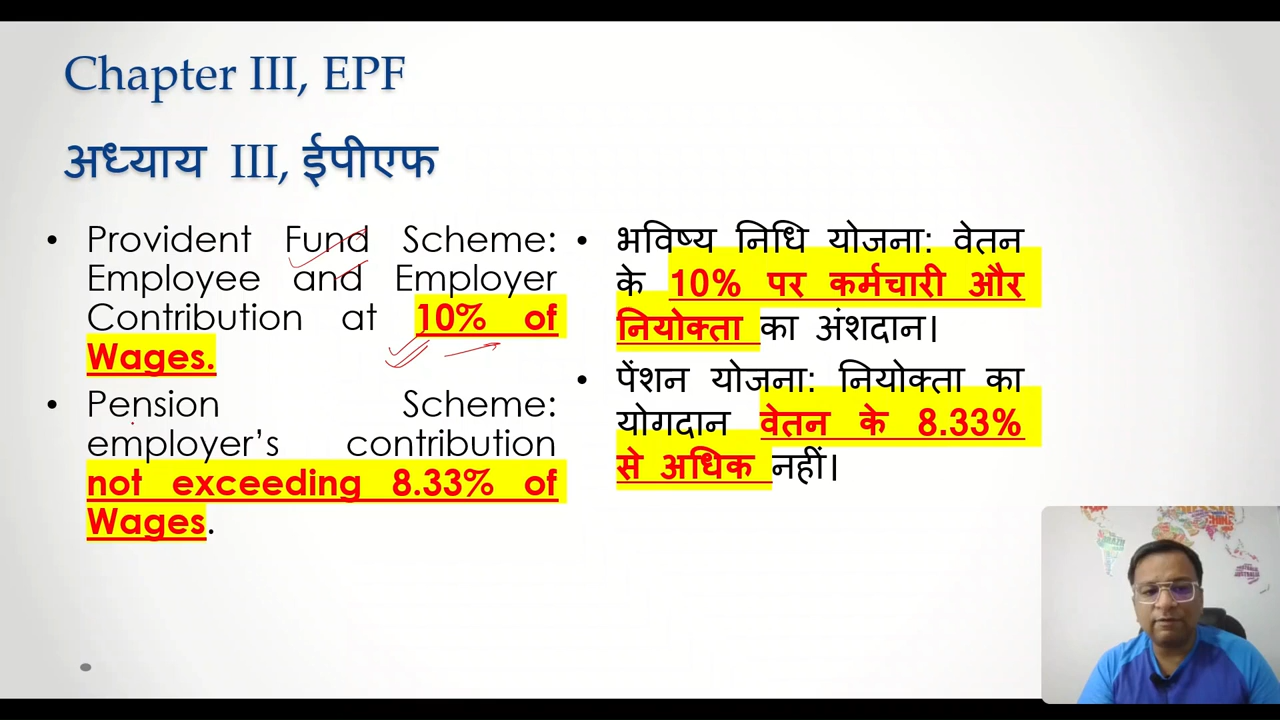 Chapter III, EPF
अध्याय III, ईपीएफ
• Provident Fund Scheme:
Employee and Employer
Contribution at 10% of
Wages.
• Pension Scheme:
employer’s contribution
not exceeding 8.33% of
Wages.
• भविष्य निधि योजना: वेतन
के 10% पर कर्मचारी और
नियोक्ता का अंशदान।
• पेंशन योजना: नियोक्ता का
योगदान वेतन के 8.33%
से अधिक नहीं।